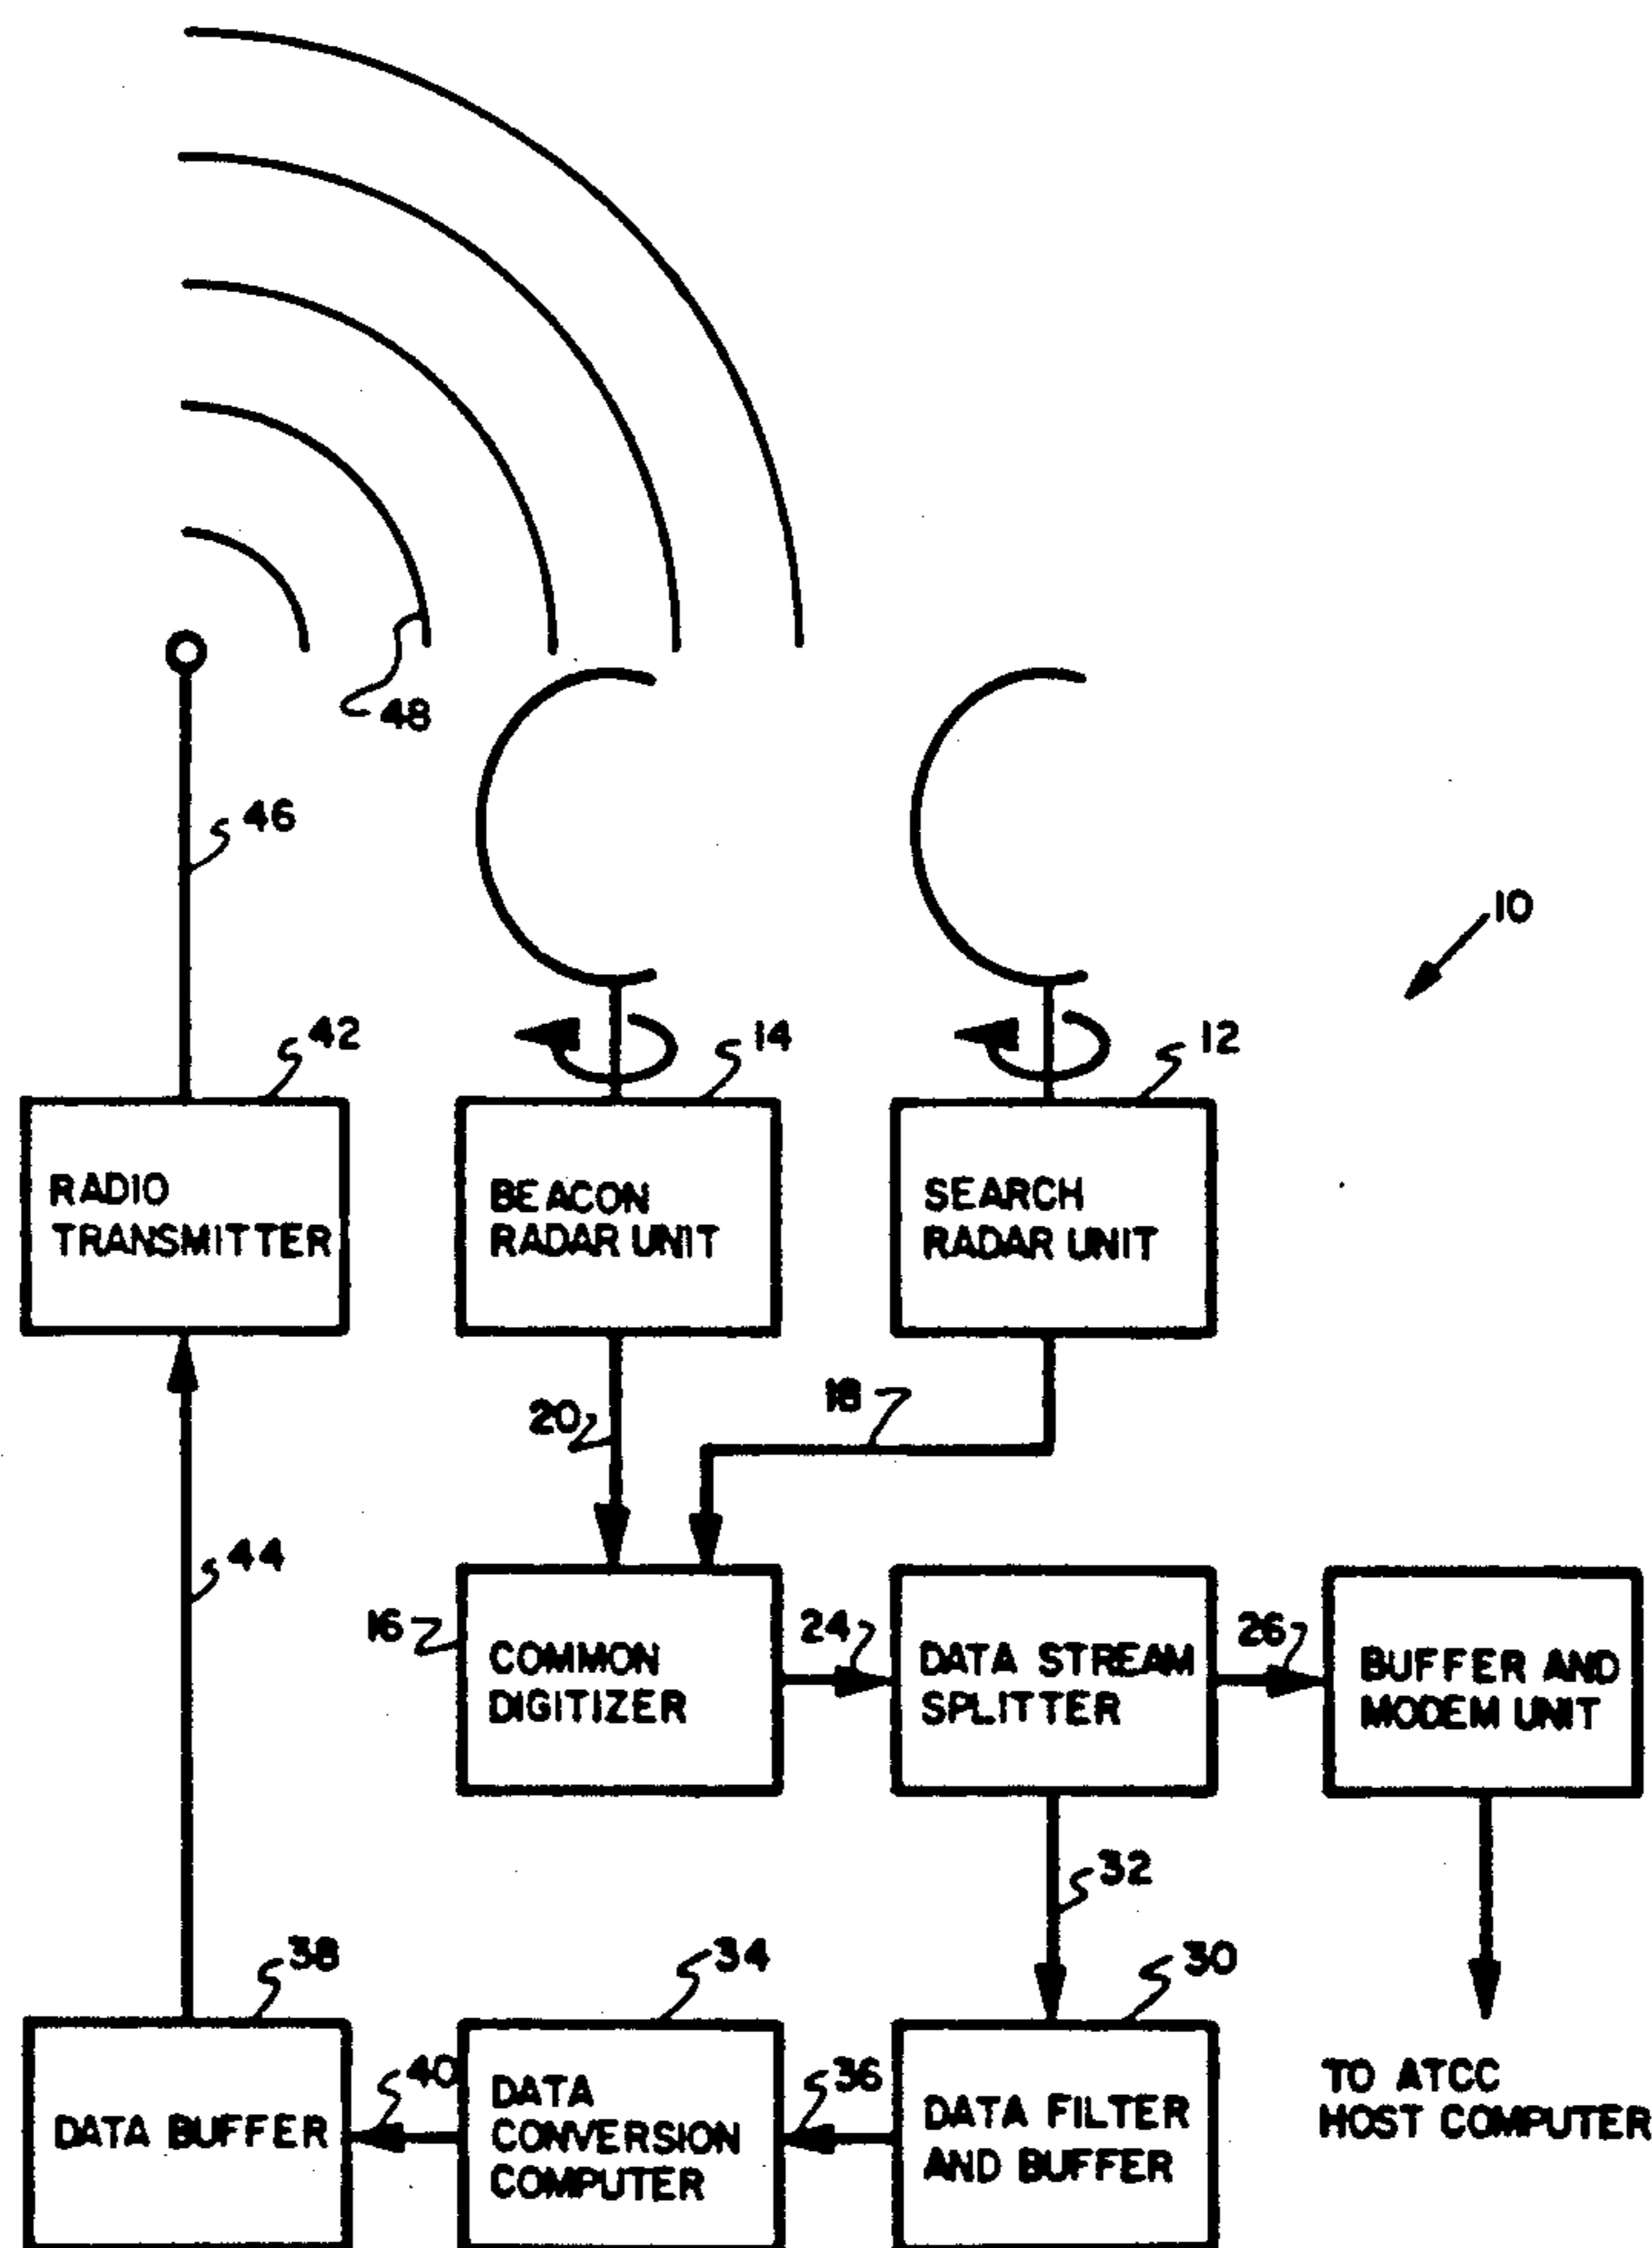 48
46
10
42
14
12
RADIO
TRANSMITTER
BEACON
RADAR UNIT
SEARCH
RADAR UNIT
20
18
44
16
COMMON
DIGITIZER
24
DATA STREAM
SPLITTER
26
BUFFER AND
MODEM UNIT
32
38
34
30
DATA BUFFER
40
DATA
CONVERSION
COMPUTER
36
DATA FILTER
AND BUFFER
TO ATCC
HOST COMPUTER